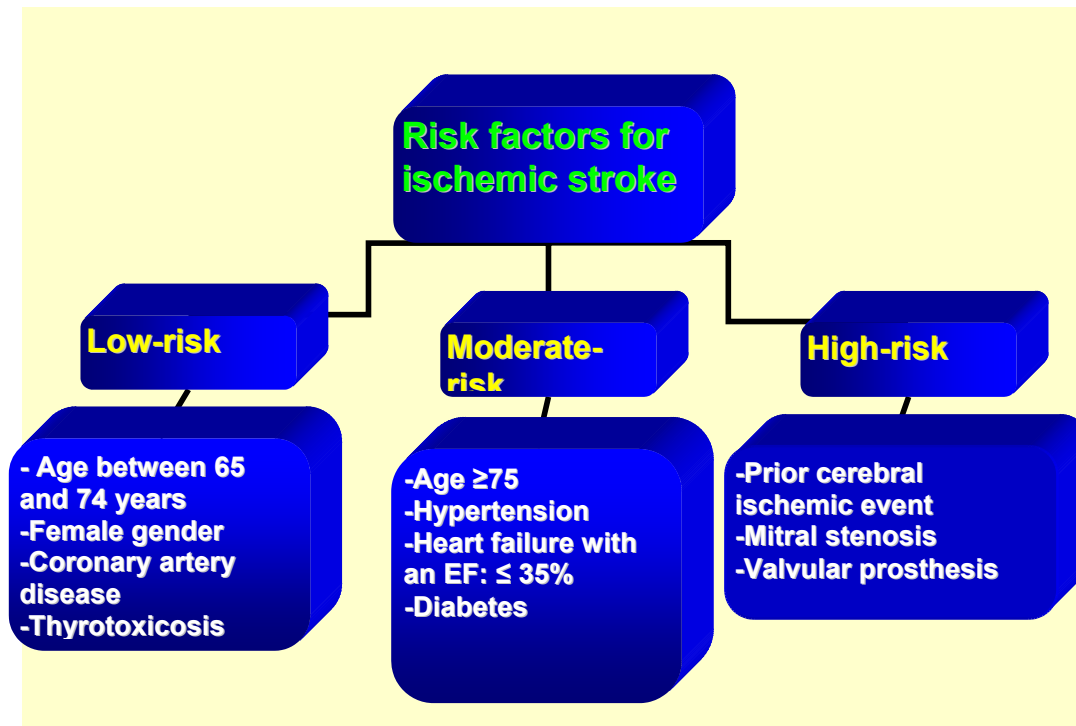 Risk factors for
ischemic stroke
Low-risk
Moderate-
risk
High-risk
- Age between 65
and 74 years
-Female gender
-Coronary artery
disease
-Thyrotoxicosis
-Age ≥75
-Hypertension
-Heart failure with
an EF: ≤ 35%
-Diabetes
-Prior cerebral
ischemic event
-Mitral stenosis
-Valvular prosthesis